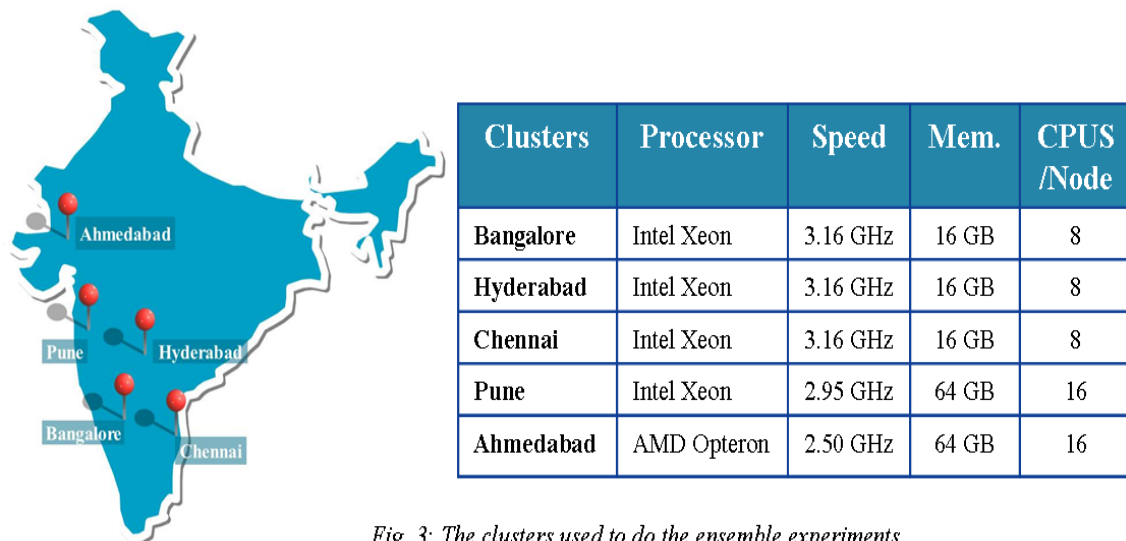 Ahmedabad
Pune
Hyderabad
Bangalore
Chennai
Clusters Processor Speed Mem. CPUS
/Node
Bangalore Intel Xeon 3.16 GHz 16 GB 8
Hyderabad Intel Xeon 3.16 GHz 16 GB 8
Chennai Intel Xeon 3.16 GHz 16 GB 8
Pune Intel Xeon 2.95 GHz 64 GB 16
Ahmedabad AMD Opteron 2.50 GHz 64 GB 16
Fig. 3: The clusters used to do the ensemble experiments